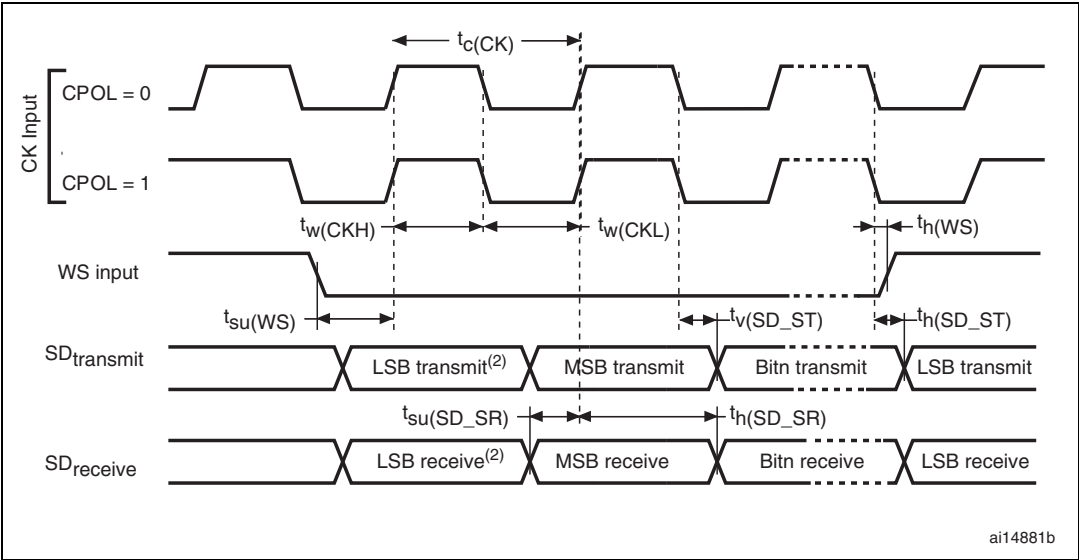 tc(CK)
CK Input
CPOL = 0
CPOL = 1
tw(CKH)
tw(CKL)
th(WS)
WS input
tsu(WS)
tv(SD_ST)
th(SD_ST)
SDtransmit
LSB transmit(2)
MSB transmit
Bitn transmit
LSB transmit
tsu(SD_SR)
th(SD_SR)
SDreceive
LSB receive(2)
MSB receive
Bitn receive
LSB receive
ai14881b